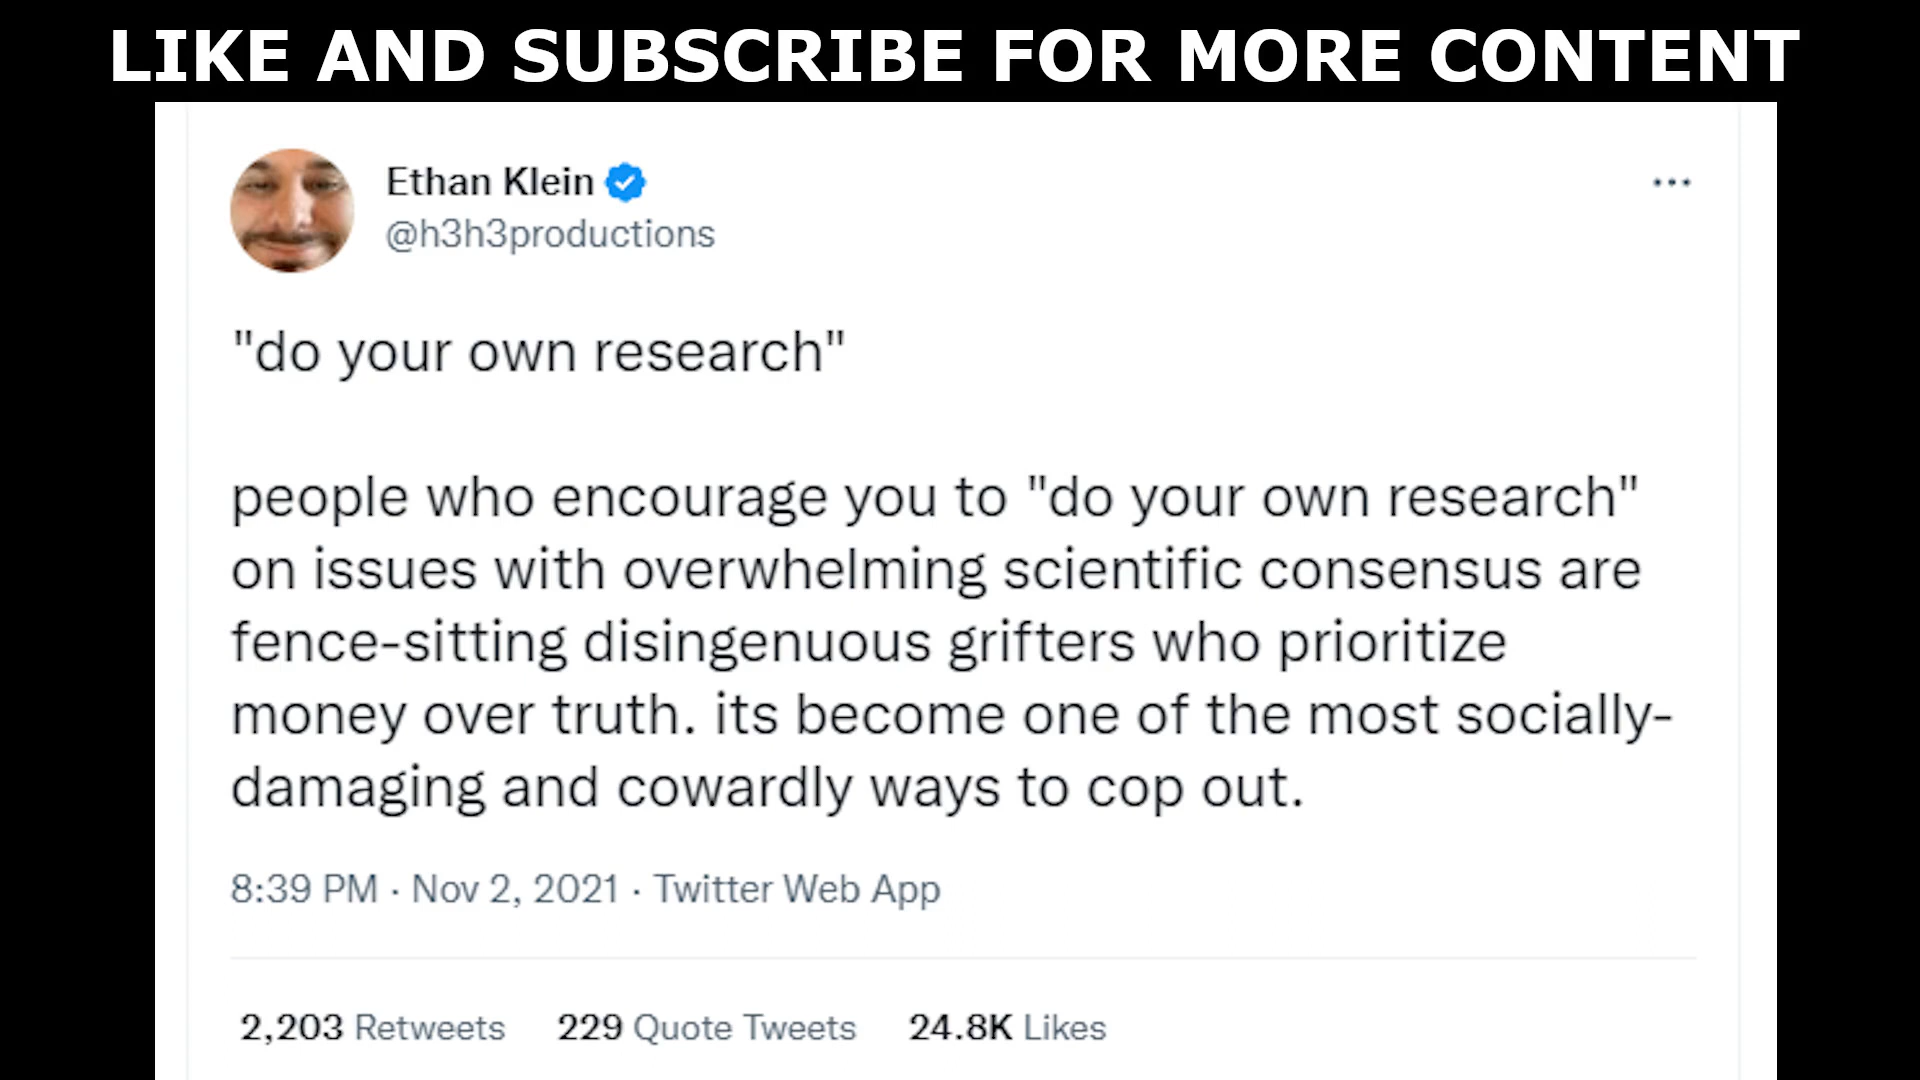 LIKE AND SUBSCRIBE FOR MORE CONTENT
Ethan Klein
@h3h3productions
"do your own research"
people who encourage you to "do your own research"
on issues with overwhelming scientific consensus are
fence-sitting disingenuous grifters who prioritize
money over truth. its become one of the most socially-
damaging and cowardly ways to cop out.
8:39 PM · Nov 2, 2021 · Twitter Web App
2,203 Retweets 229 Quote Tweets 24.8K Likes